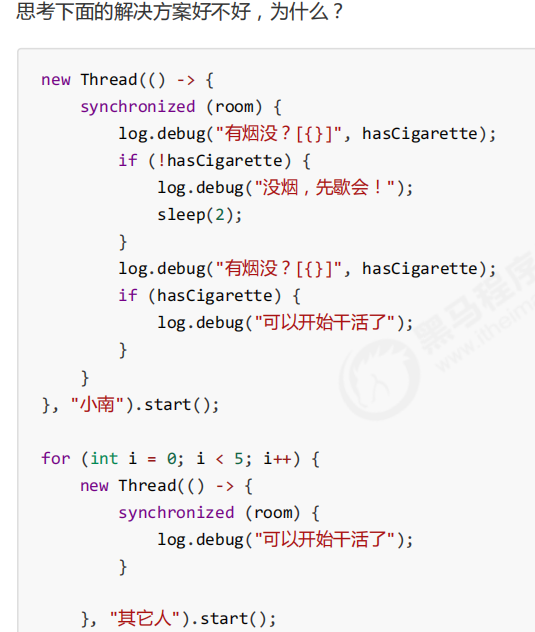 思考下面的解决方案好不好，为什么？
new Thread(() -> {
    synchronized (room) {
        log.debug("有烟没？[{}]", hasCigarette);
        if (!hasCigarette) {
            log.debug("没烟，先歇会！");
            sleep(2);
        }
        log.debug("有烟没？[{}]", hasCigarette);
        if (hasCigarette) {
            log.debug("可以开始干活了");
        }
    }
}, "小南").start();
for (int i = 0; i < 5; i++) {
    new Thread(() -> {
        synchronized (room) {
            log.debug("可以开始干活了");
        }
    }, "其它人").start();
黑马程序
www.itheim